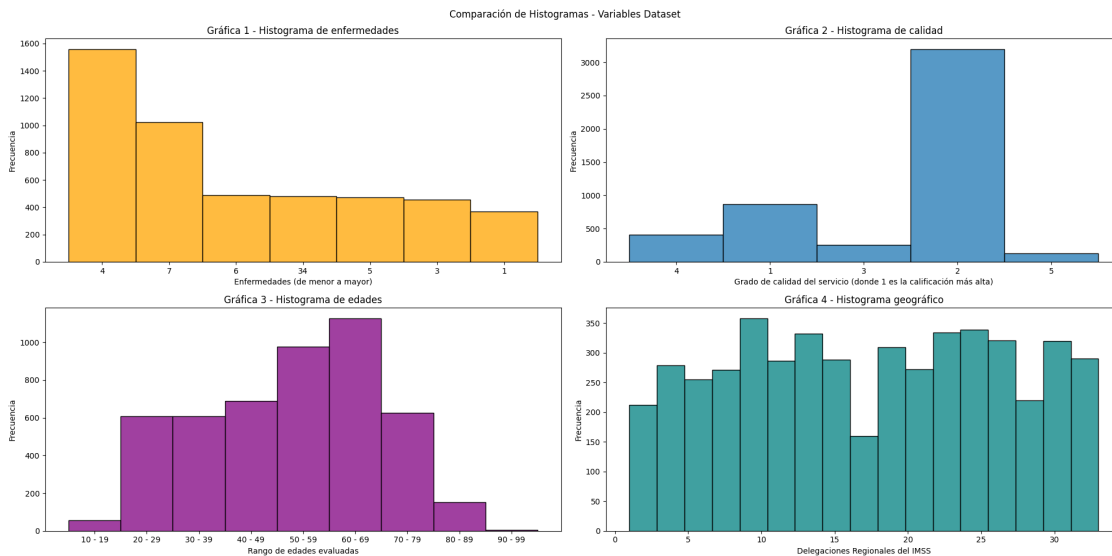 Comparación de Histogramas - Variables Dataset
Gráfica 1 - Histograma de enfermedades
1600
1400
1200
1000
800
600
400
200
0
Frecuencia
4 7 6 34 5 3 1
Enfermedades (de menor a mayor)
Gráfica 2 - Histograma de calidad
3000
2500
2000
1500
1000
500
0
Frecuencia
4 1 3 2 5
Grado de calidad del servicio (donde 1 es la calificación más alta)
Gráfica 3 - Histograma de edades
1000
800
600
400
200
0
Frecuencia
10 - 19 20 - 29 30 - 39 40 - 49 50 - 59 60 - 69 70 - 79 80 - 89 90 - 99
Rango de edades evaluadas
Gráfica 4 - Histograma geográfico
350
300
250
200
150
100
50
0
Frecuencia
0 5 10 15 20 25 30
Delegaciones Regionales del IMSS